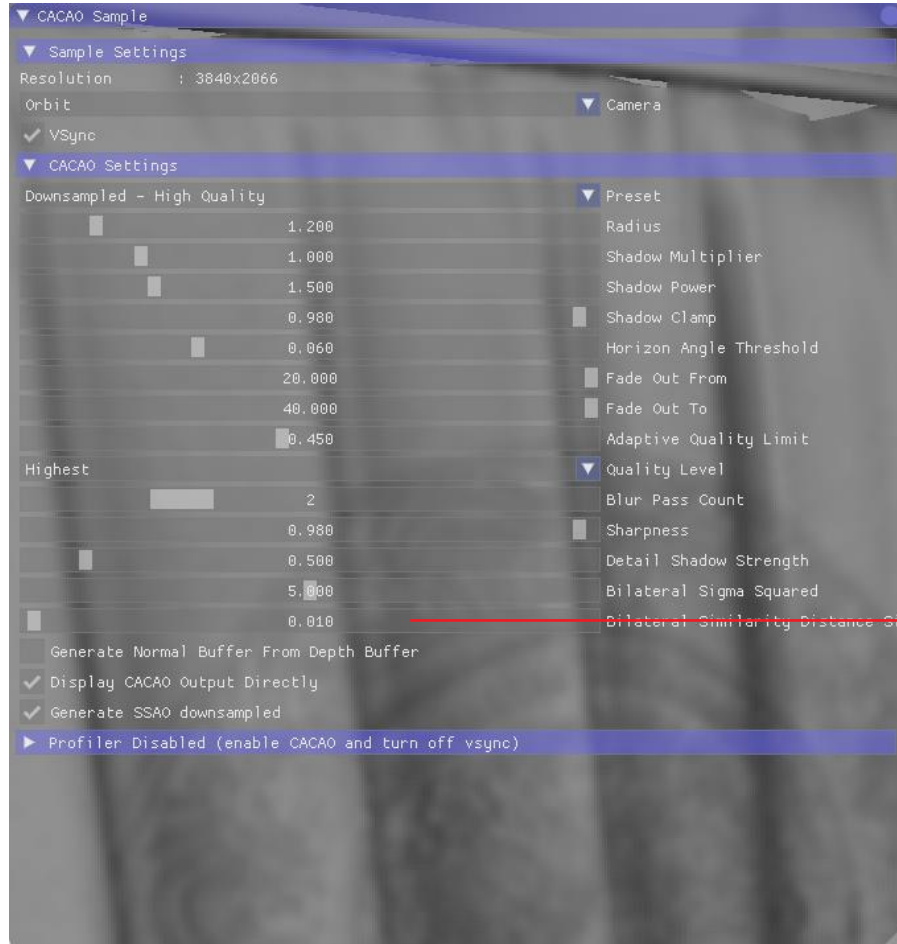 CACAO Sample
Sample Settings
Resolution : 3840x2066
Orbit Camera
VSync
CACAO Settings
Downsampled - High Quality Preset
1.200 Radius
1.000 Shadow Multiplier
1.500 Shadow Power
0.980 Shadow Clamp
0.060 Horizon Angle Threshold
20.000 Fade Out From
40.000 Fade Out To
0.450 Adaptive Quality Limit
Highest Quality Level
2 Blur Pass Count
0.980 Sharpness
0.500 Detail Shadow Strength
5.000 Bilateral Sigma Squared
0.010 Bilateral Similarity Distance
Generate Normal Buffer From Depth Buffer
Display CACAO Output Directly
Generate SSAO downsampled
Profiler Disabled (enable CACAO and turn off vsync)